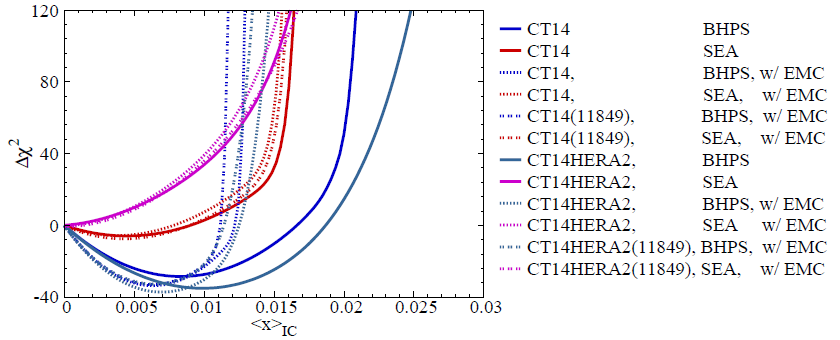 120
80
40
0
-40
Δχ²
0 0.005 0.01 0.015 0.02 0.025 0.03
<x>IC
CT14 BHPS
CT14 SEA
CT14, BHPS, w/ EMC
CT14, SEA, w/ EMC
CT14(11849), BHPS, w/ EMC
CT14(11849), SEA, w/ EMC
CT14HERA2, BHPS
CT14HERA2, SEA
CT14HERA2, BHPS, w/ EMC
CT14HERA2, SEA w/ EMC
CT14HERA2(11849), BHPS, w/ EMC
CT14HERA2(11849), SEA, w/ EMC